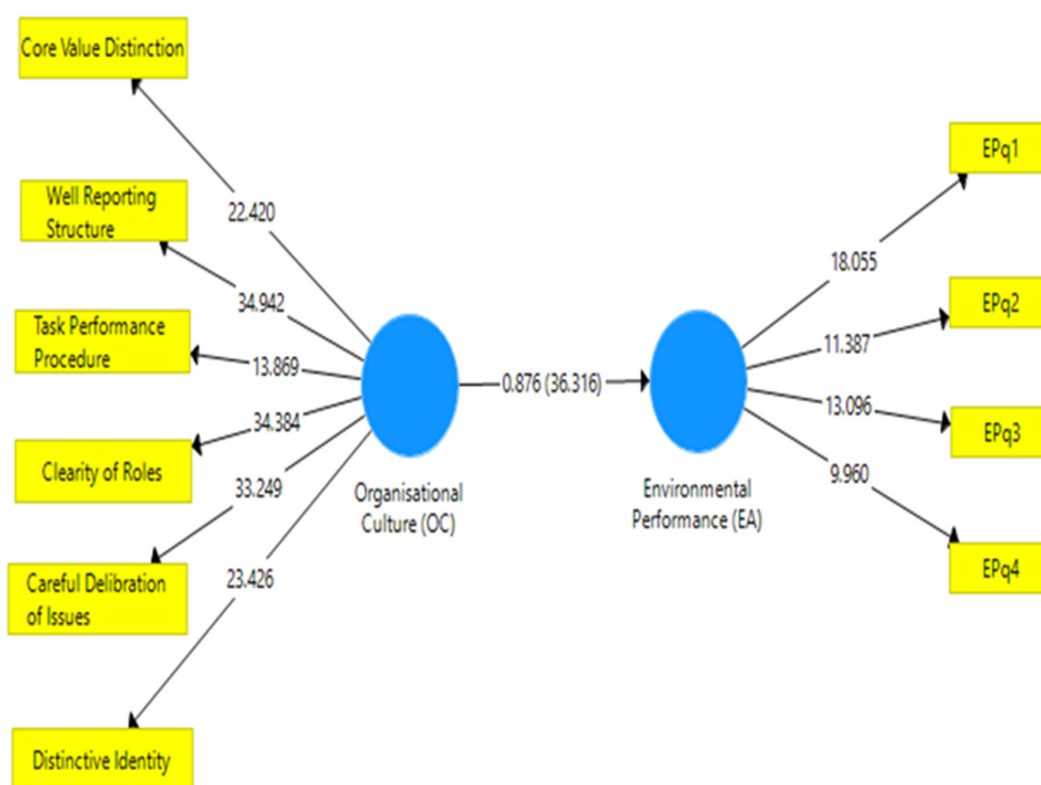 Core Value Distinction
22.420
Well Reporting
Structure
34.942
Task Performance
Procedure
13.869
34.384
Clearity of Roles
33.249
Careful Delibration
of Issues
23.426
Distinctive Identity
Organisational
Culture (OC)
0.876 (36.316)
Environmental
Performance (EA)
EPq1
18.055
EPq2
11.387
13.096
EPq3
9.960
EPq4